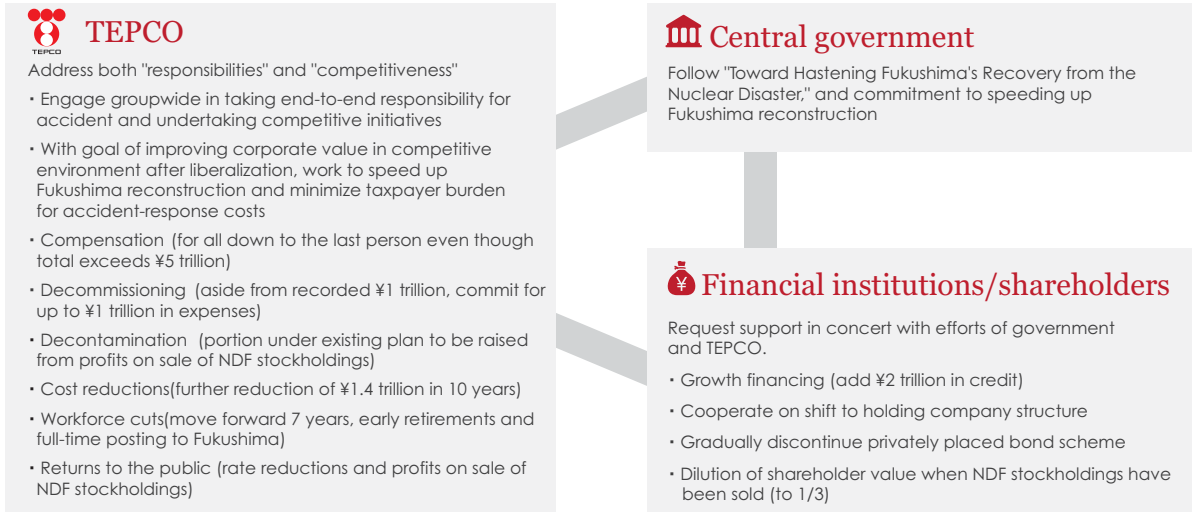 TEPCO
TEPCO
Address both "responsibilities" and "competitiveness"
・Engage groupwide in taking end-to-end responsibility for
accident and undertaking competitive initiatives
・With goal of improving corporate value in competitive
environment after liberalization, work to speed up
Fukushima reconstruction and minimize taxpayer burden
for accident-response costs
・Compensation (for all down to the last person even though
total exceeds ¥5 trillion)
・Decommissioning (aside from recorded ¥1 trillion, commit for
up to ¥1 trillion in expenses)
・Decontamination (portion under existing plan to be raised
from profits on sale of NDF stockholdings)
・Cost reductions(further reduction of ¥1.4 trillion in 10 years)
・Workforce cuts(move forward 7 years, early retirements and
full-time posting to Fukushima)
・Returns to the public (rate reductions and profits on sale of
NDF stockholdings)
Central government
Follow "Toward Hastening Fukushima's Recovery from the
Nuclear Disaster," and commitment to speeding up
Fukushima reconstruction
¥
Financial institutions/shareholders
Request support in concert with efforts of government
and TEPCO.
・Growth financing (add ¥2 trillion in credit)
・Cooperate on shift to holding company structure
・Gradually discontinue privately placed bond scheme
・Dilution of shareholder value when NDF stockholdings have
been sold (to 1/3)